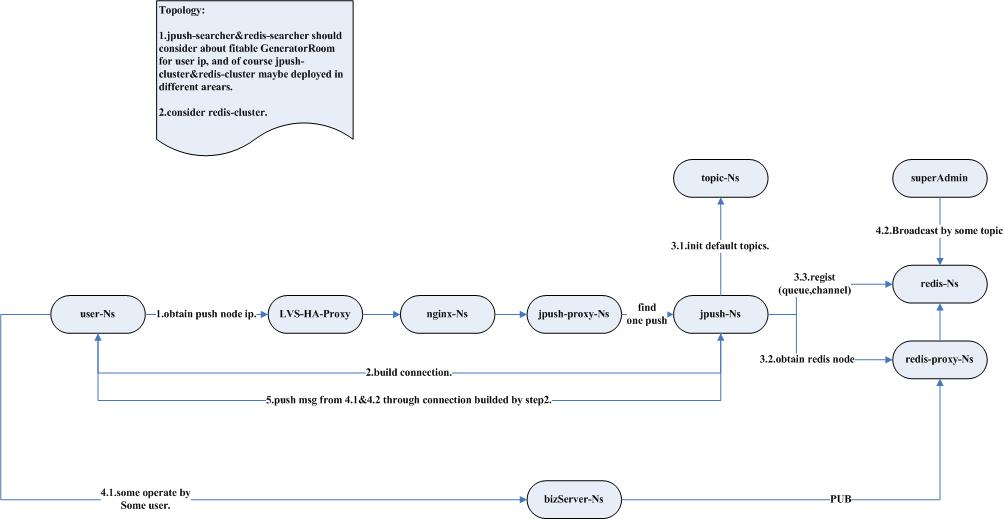 Topology:
1.jpush-searcher&redis-searcher should
consider about fitable GeneratorRoom
for user ip, and of course jpush-
cluster&redis-cluster maybe deployed in
different arears.
2.consider redis-cluster.
topic-Ns
superAdmin
3.1.init default topics.
4.2.Broadcast by some topic
3.3.regist
(queue,channel)
redis-Ns
user-Ns
1.obtain push node ip.
LVS-HA-Proxy
nginx-Ns
jpush-proxy-Ns
find
one push
jpush-Ns
3.2.obtain redis node
redis-proxy-Ns
2.build connection.
5.push msg from 4.1&4.2 through connection builded by step2.
4.1.some operate by
Some user.
bizServer-Ns
PUB